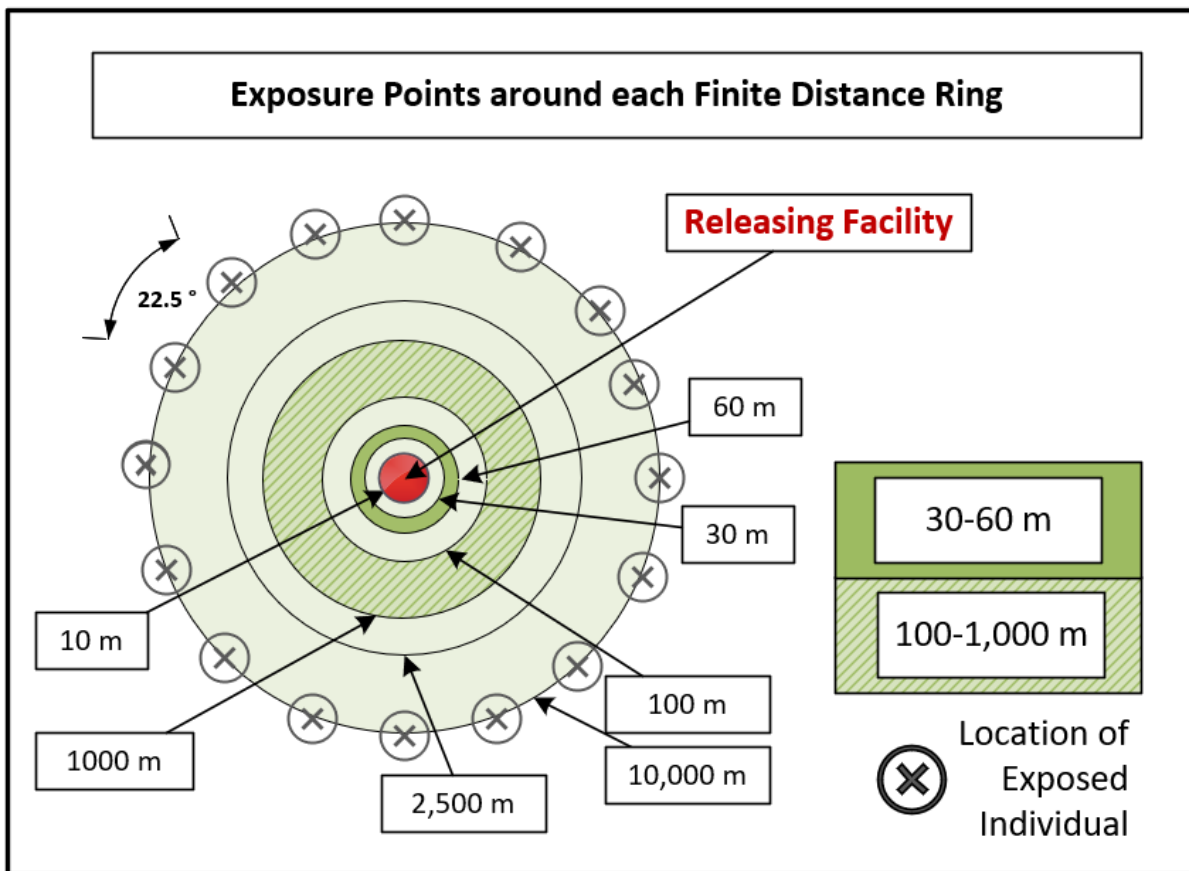 Exposure Points around each Finite Distance Ring
Releasing Facility
22.5 °
60 m
30 m
30-60 m
100-1,000 m
10 m
100 m
1000 m
10,000 m
2,500 m
Location of
Exposed
Individual